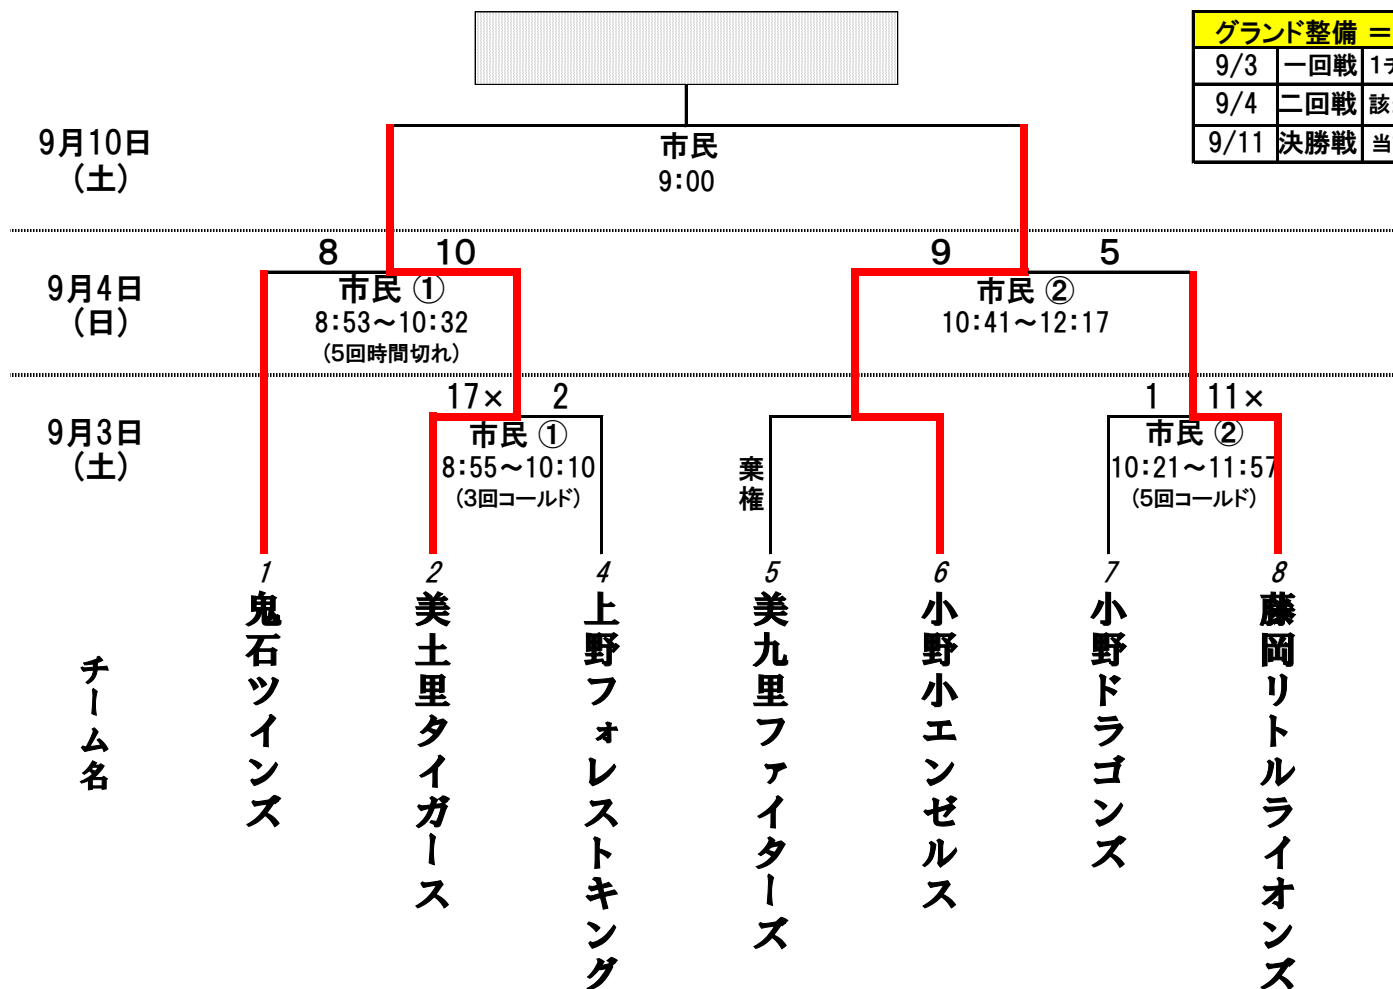 グランド整備 =
9/3 一回戦 1チ
9/4 二回戦 該
9/11 決勝戦 当
9月10日
(土)
市民
9:00
8 10
9 5
9月4日
(日)
市民 ①
8:53～10:32
(5回時間切れ)
市民 ②
10:41～12:17
17× 2
1 11×
9月3日
(土)
市民 ①
8:55～10:10
(3回コールド)
棄権
市民 ②
10:21～11:57
(5回コールド)
1 2 4 5 6 7 8
チーム名
鬼石ツインズ
美土里タイガース
上野フォレストキング
美九里ファイターズ
小野小エンゼルス
小野ドラゴンズ
藤岡リトルライオンズ